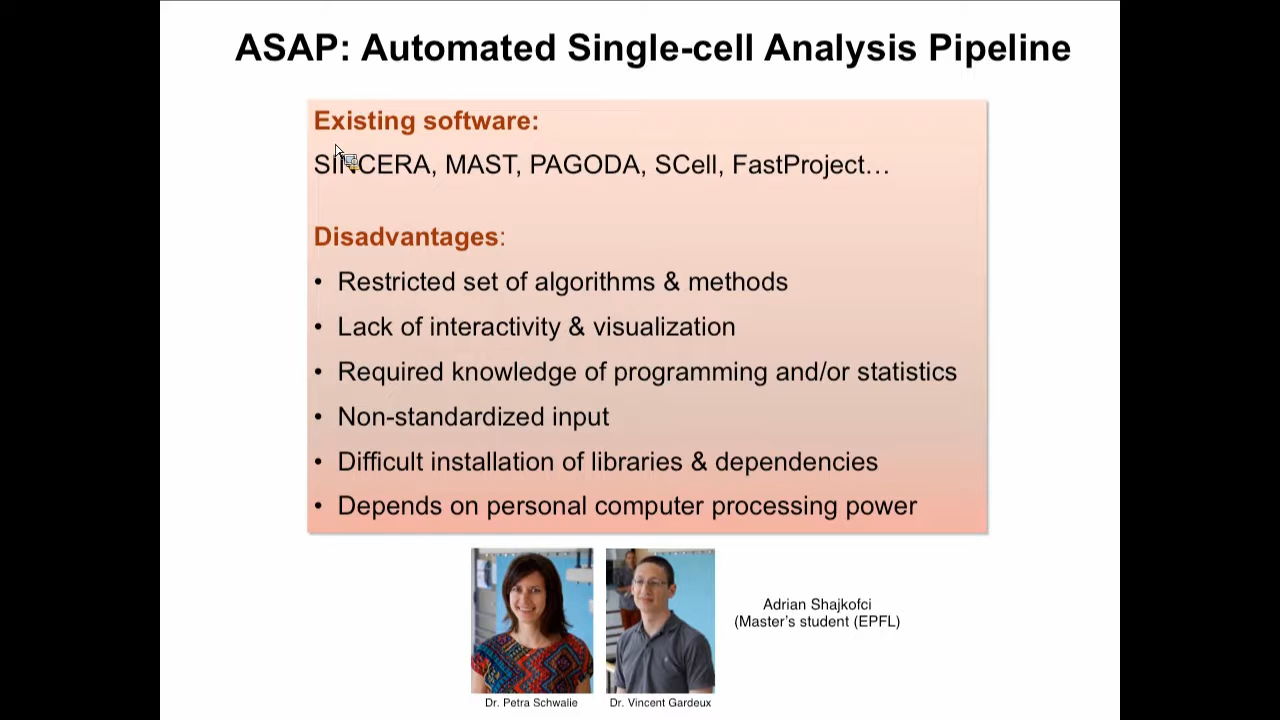 ASAP: Automated Single-cell Analysis Pipeline
Existing software:
SINCERA, MAST, PAGODA, SCell, FastProject…
Disadvantages:
• Restricted set of algorithms & methods
• Lack of interactivity & visualization
• Required knowledge of programming and/or statistics
• Non-standardized input
• Difficult installation of libraries & dependencies
• Depends on personal computer processing power
Adrian Shajkofci
(Master's student (EPFL)
Dr. Petra Schwalie
Dr. Vincent Gardeux